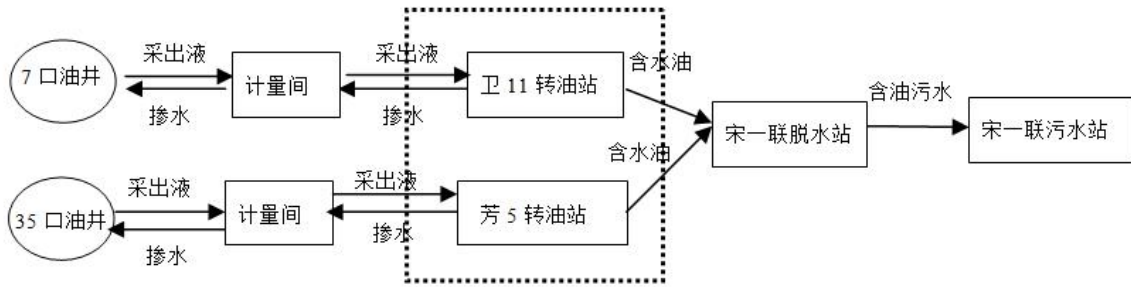 采出液
采出液
含水油
7 口油井
计量间
卫 11 转油站
掺水
掺水
含油污水
宋一联脱水站
宋一联污水站
含水油
采出液
采出液
35 口油井
计量间
芳 5 转油站
掺水
掺水